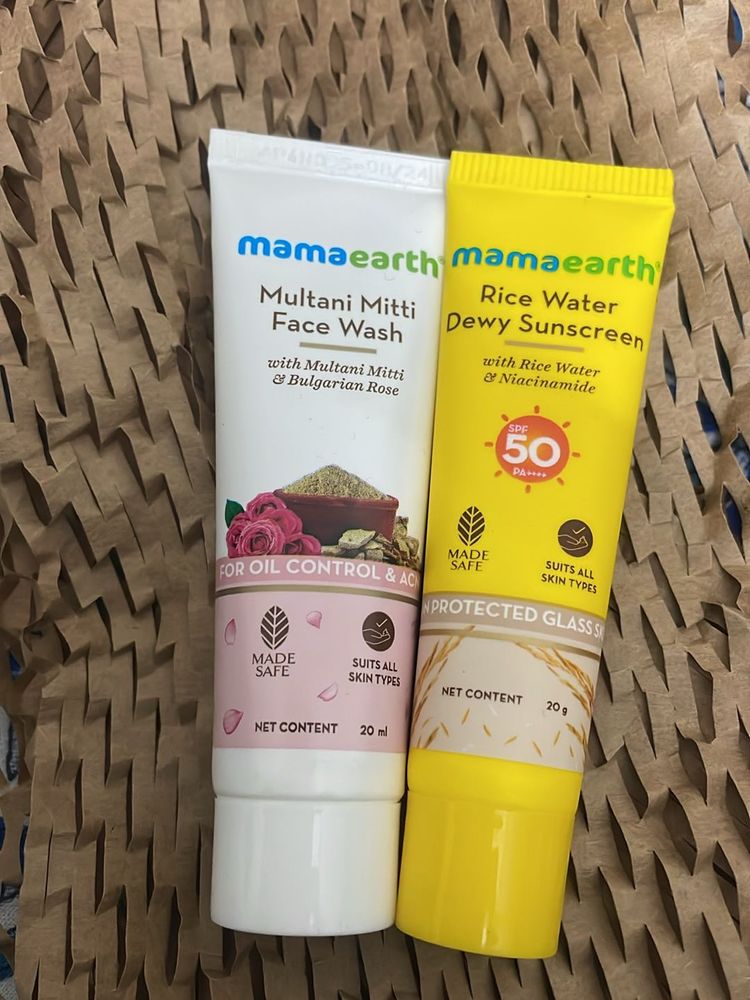 mamaearth
Multani Mitti
Face Wash
with Multani Mitti
& Bulgarian Rose
FOR OIL CONTROL & AC
MADE
SAFE
SUITS ALL
SKIN TYPES
NET CONTENT 20 ml
mamaearth
Rice Water
Dewy Sunscreen
with Rice Water
& Niacinamide
SPF
50
PA++++
MADE
SAFE
SUITS ALL
SKIN TYPES
N PROTECTED GLASS S
NET CONTENT 20 g